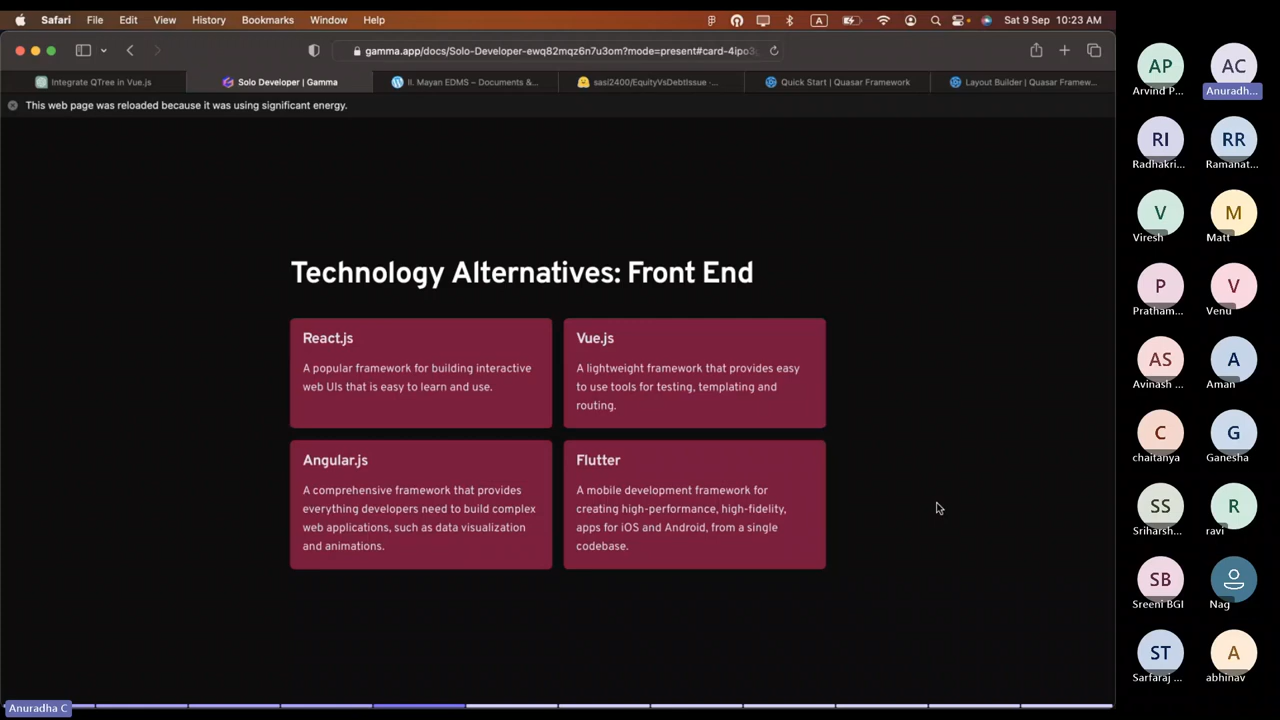 Safari File Edit View History Bookmarks Window Help A Sat 9 Sep 10:23 AM
gamma.app/docs/Solo-Developer-ewq82mqz6n7u3om?mode=present#card-4ipo3
Integrate QTree in Vue.js
Solo Developer | Gamma
II. Mayan EDMS – Documents &...
sasi2400/EquityVsDebtIssue ·...
Quick Start | Quasar Framework
Layout Builder | Quasar Framew...
This web page was reloaded because it was using significant energy.
Technology Alternatives: Front End
React.js
A popular framework for building interactive
web UIs that is easy to learn and use.
Vue.js
A lightweight framework that provides easy
to use tools for testing, templating and
routing.
Angular.js
A comprehensive framework that provides
everything developers need to build complex
web applications, such as data visualization
and animations.
Flutter
A mobile development framework for
creating high-performance, high-fidelity,
apps for iOS and Android, from a single
codebase.
Anuradha C
AP AC
Arvind P... Anuradh...
RI RR
Radhakri... Ramanat...
V M
Viresh Matt
P V
Pratham... Venu
AS A
Avinash ... Aman
C G
chaitanya Ganesha
SS R
Sriharsh... ravi
SB
Sreeni BGI Nag
ST A
Sarfaraj ... abhinav